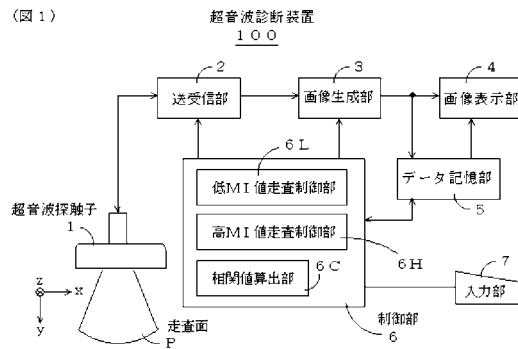 (図1)
超音波診断装置
100
2
送受信部
3
画像生成部
4
画像表示部
6L
低MI値走査制御部
データ記憶部
5
超音波探触子
1
高MI値走査制御部
6H
6C
相関値算出部
7
入力部
制御部
6
z
x
y
走査面
P